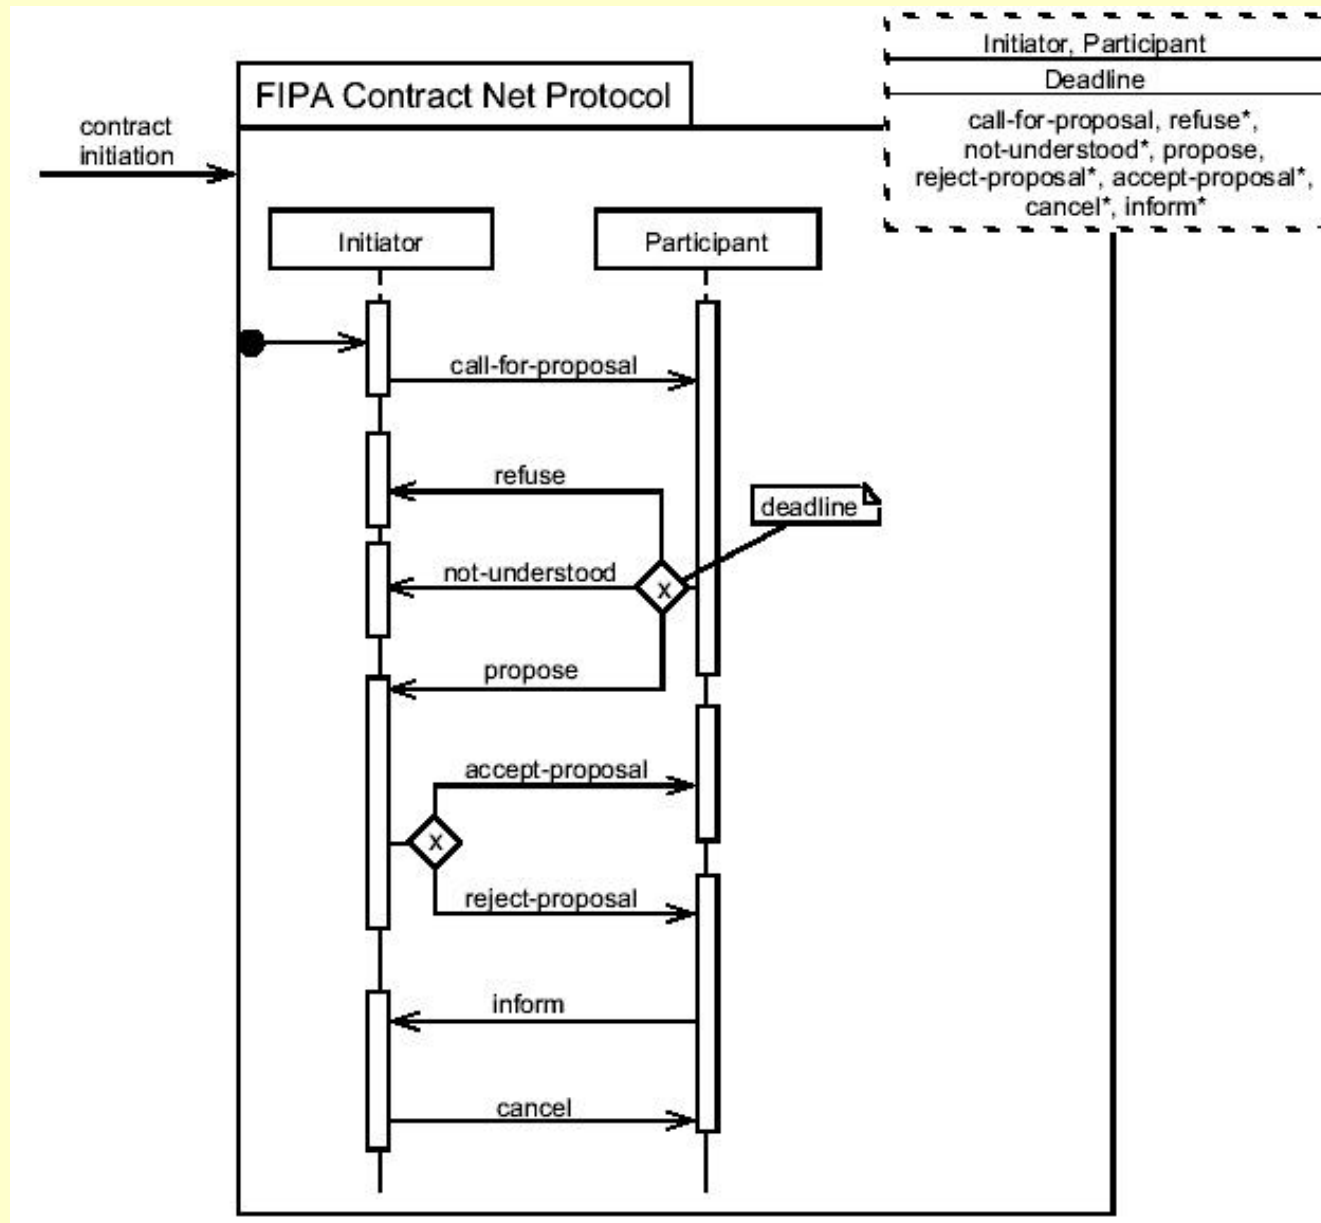 Initiator, Participant
Deadline
call-for-proposal, refuse*,
not-understood*, propose,
reject-proposal*, accept-proposal*,
cancel*, inform*
FIPA Contract Net Protocol
contract
initiation
Initiator
Participant
call-for-proposal
refuse
deadline
not-understood
x
propose
accept-proposal
x
reject-proposal
inform
cancel